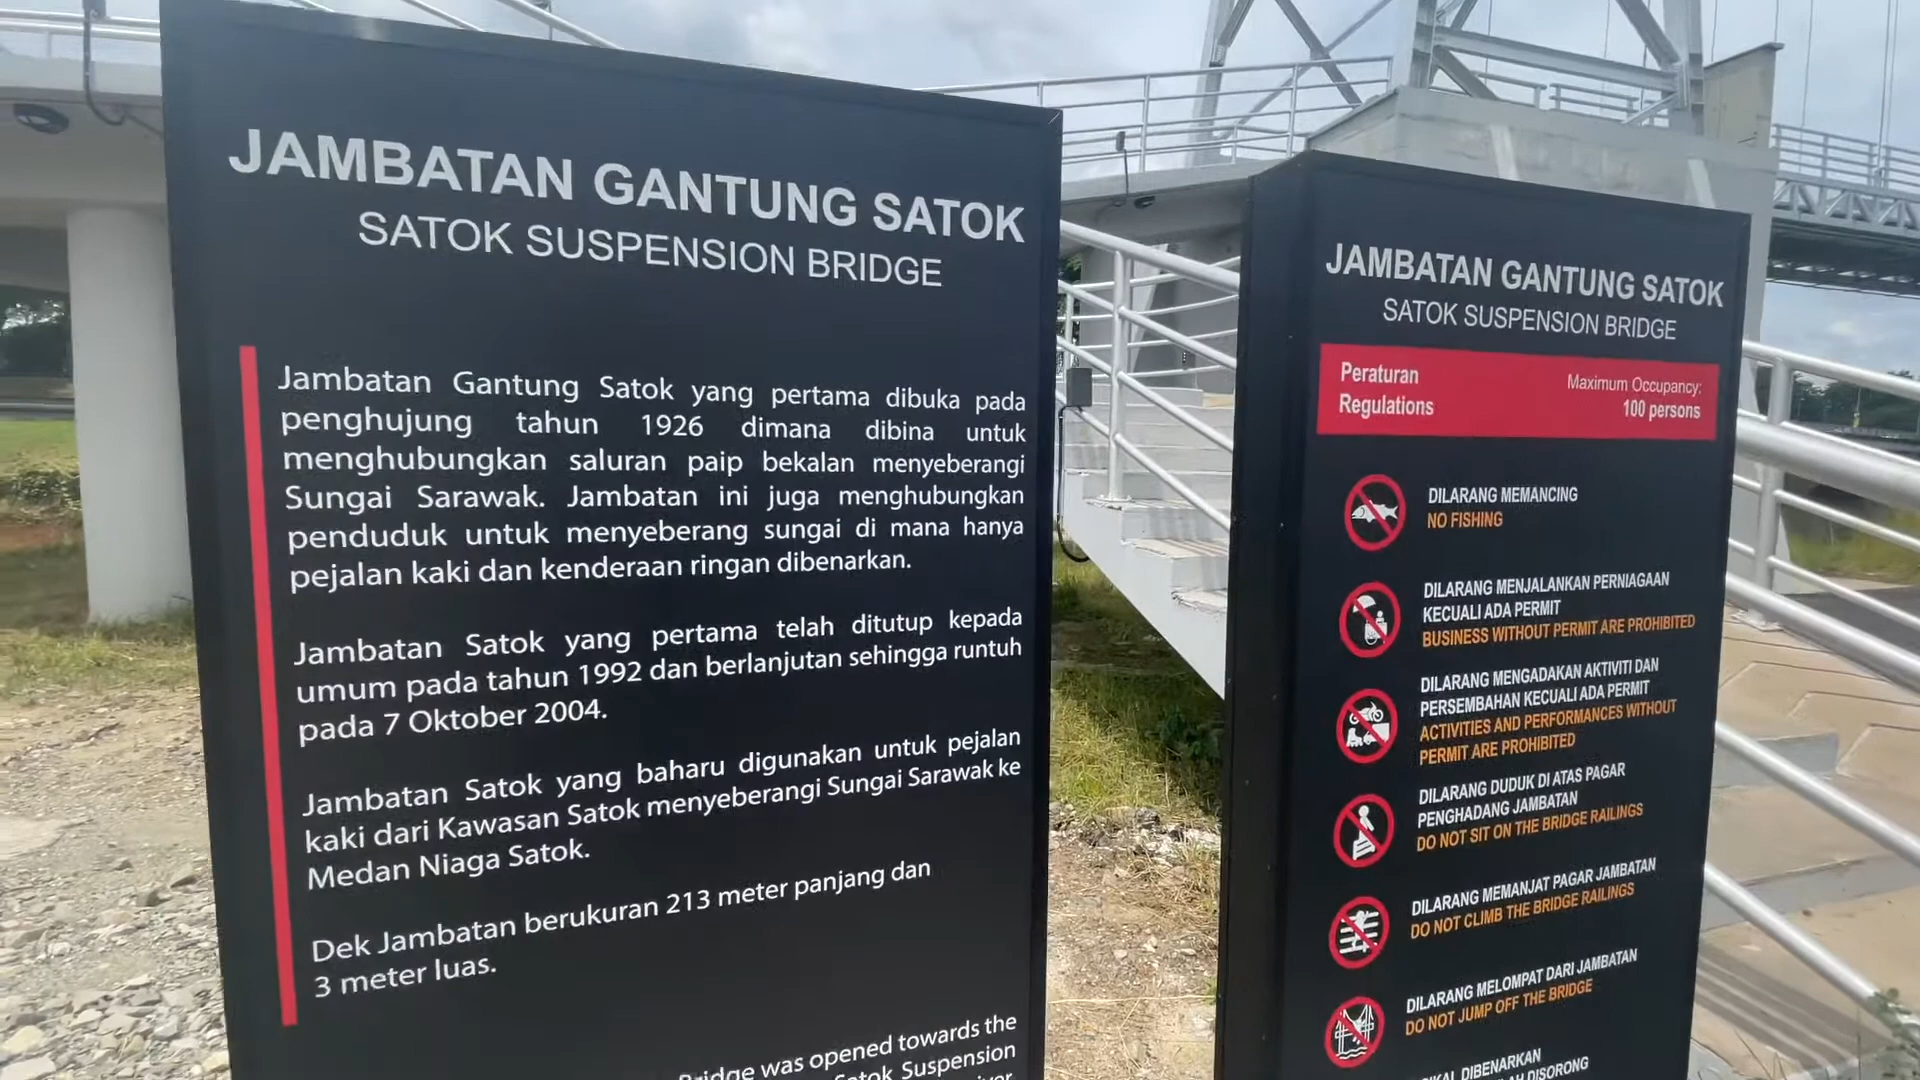 JAMBATAN GANTUNG SATOK
SATOK SUSPENSION BRIDGE
Jambatan Gantung Satok yang pertama dibuka pada
penghujung tahun 1926 dimana dibina untuk
menghubungkan saluran paip bekalan menyeberangi
Sungai Sarawak. Jambatan ini juga menghubungkan
penduduk untuk menyeberang sungai di mana hanya
pejalan kaki dan kenderaan ringan dibenarkan.
Jambatan Satok yang pertama telah ditutup kepada
umum pada tahun 1992 dan berlanjutan sehingga runtuh
pada 7 Oktober 2004.
Jambatan Satok yang baharu digunakan untuk pejalan
kaki dari Kawasan Satok menyeberangi Sungai Sarawak ke
Medan Niaga Satok.
Dek Jambatan berukuran 213 meter panjang dan
3 meter luas.
Bridge was opened towards the
Satok Suspension
JAMBATAN GANTUNG SATOK
SATOK SUSPENSION BRIDGE
Peraturan
Regulations
Maximum Occupancy:
100 persons
DILARANG MEMANCING
NO FISHING
DILARANG MENJALANKAN PERNIAGAAN
KECUALI ADA PERMIT
BUSINESS WITHOUT PERMIT ARE PROHIBITED
DILARANG MENGADAKAN AKTIVITI DAN
PERSEMBAHAN KECUALI ADA PERMIT
ACTIVITIES AND PERFORMANCES WITHOUT
PERMIT ARE PROHIBITED
DILARANG DUDUK DI ATAS PAGAR
PENGHADANG JAMBATAN
DO NOT SIT ON THE BRIDGE RAILINGS
DILARANG MEMANJAT PAGAR JAMBATAN
DO NOT CLIMB THE BRIDGE RAILINGS
DILARANG MELOMPAT DARI JAMBATAN
DO NOT JUMP OFF THE BRIDGE
DIBENARKAN
DISORONG